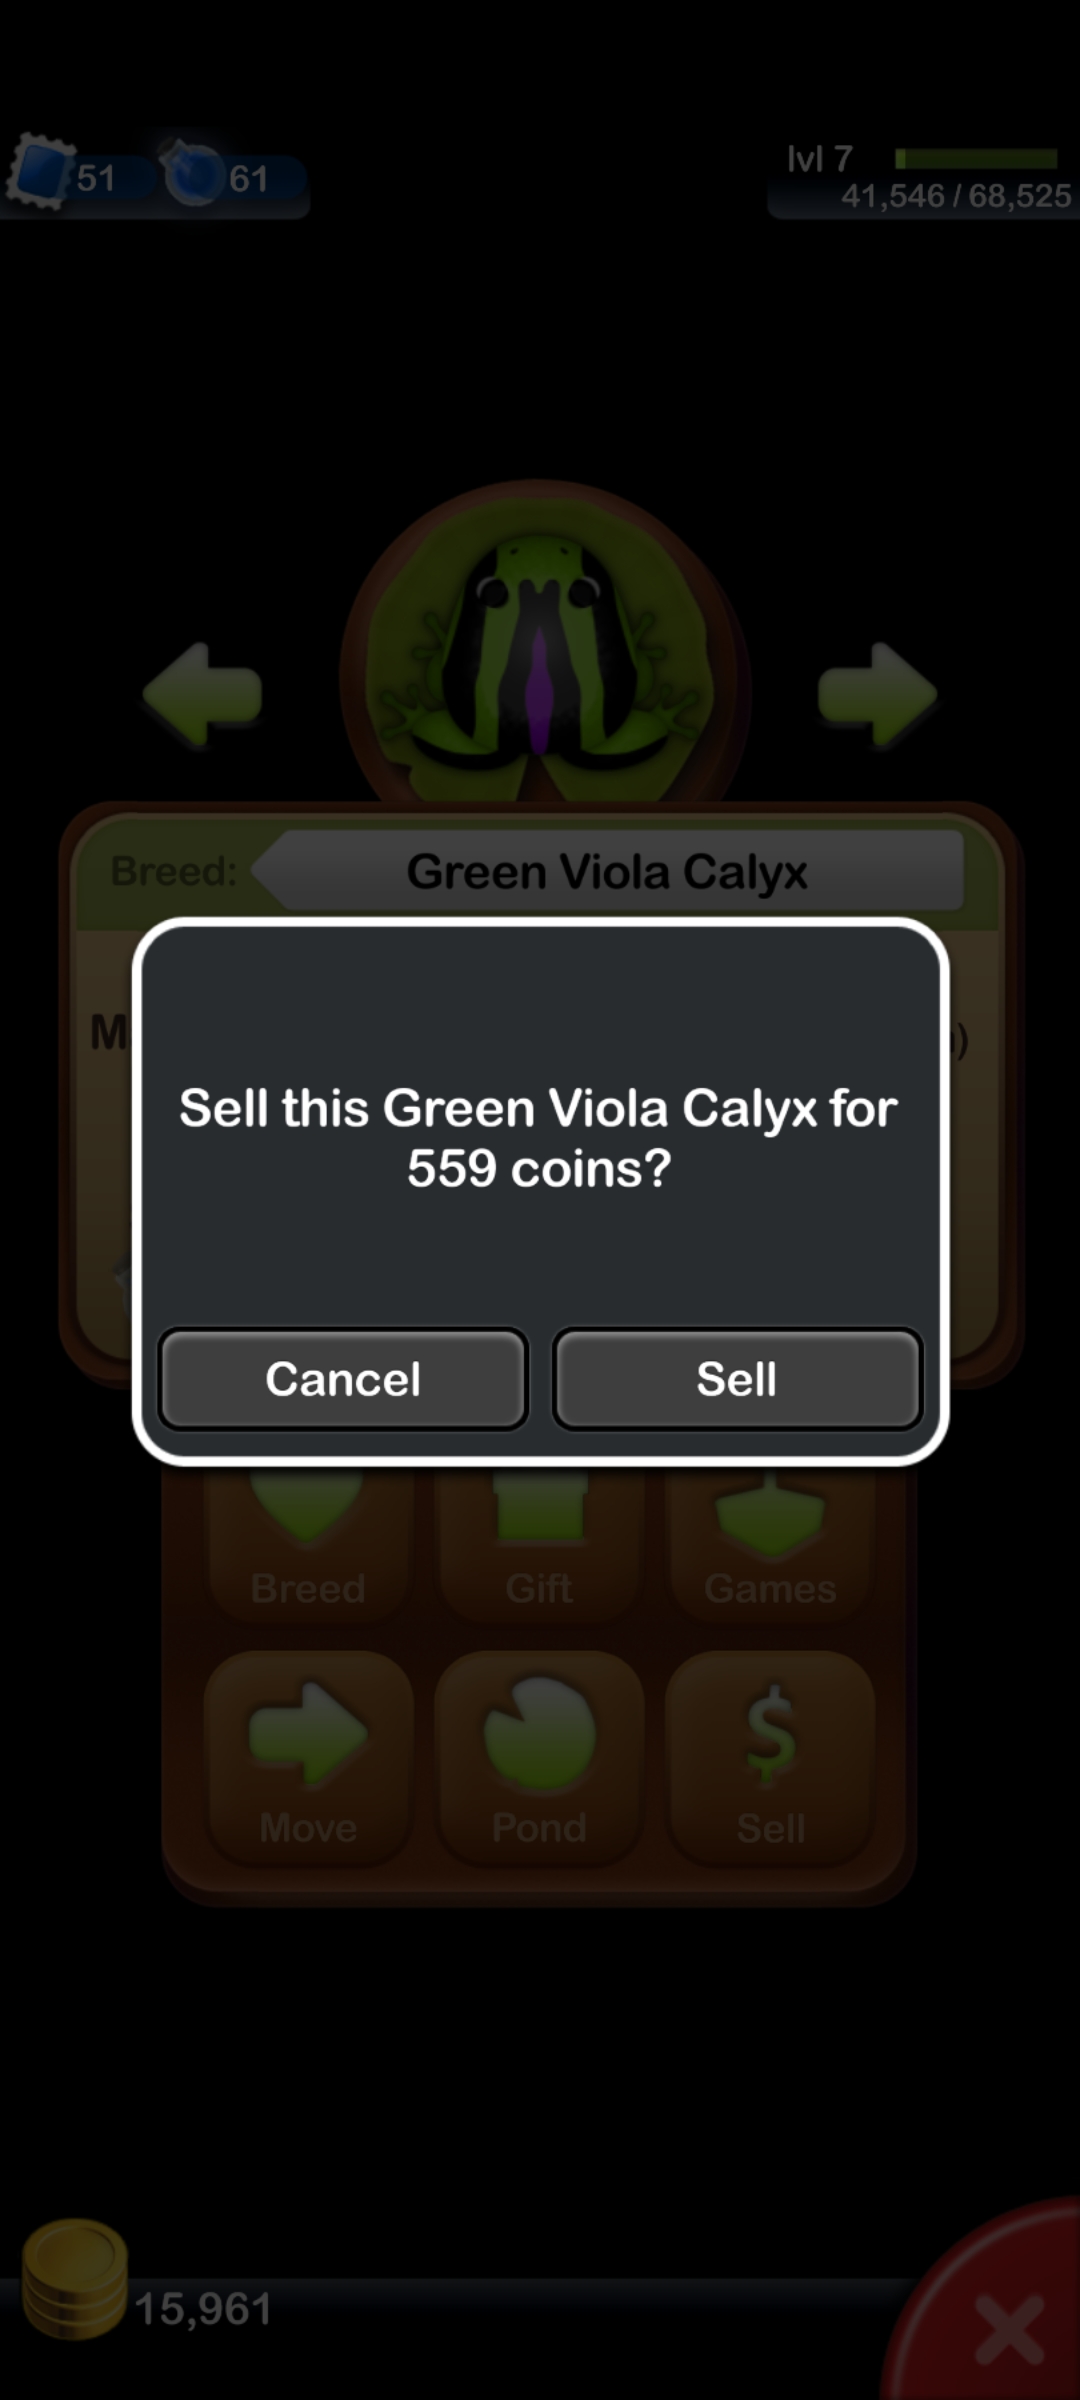 51
61
lvl 7
41,546 / 68,525
Breed:
Green Viola Calyx
Sell this Green Viola Calyx for
559 coins?
Cancel
Sell
Breed
Gift
Games
Move
Pond
$
Sell
15,961